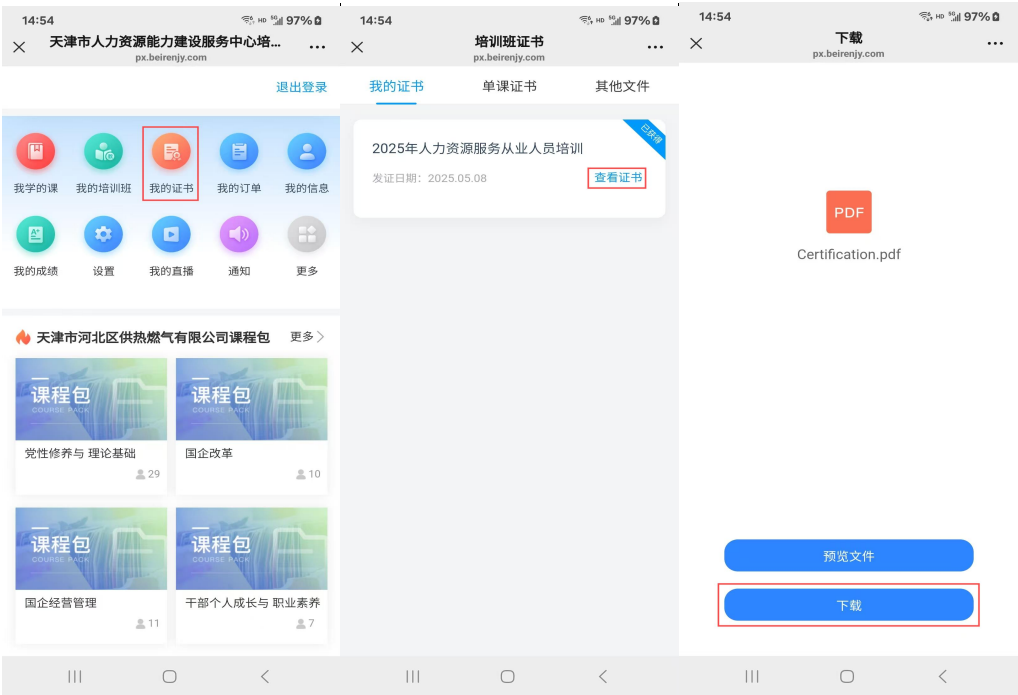 14:54
HD 5G 97%
天津市人力资源能力建设服务中心培...
px.beirenjy.com
退出登录
我学的课
我的培训班
我的证书
我的订单
我的信息
A+
我的成绩
设置
我的直播
通知
更多
天津市河北区供热燃气有限公司课程包
更多
课程包
COURSE PACK
党性修养与 理论基础
29
课程包
COURSE PACK
国企改革
10
课程包
COURSE PACK
国企经营管理
11
课程包
COURSE PACK
干部个人成长与 职业素养
7
14:54
HD 5G 97%
培训班证书
px.beirenjy.com
我的证书
单课证书
其他文件
已获得
2025年人力资源服务从业人员培训
发证日期：2025.05.08
查看证书
14:54
HD 5G 97%
下载
px.beirenjy.com
PDF
Certification.pdf
预览文件
下载